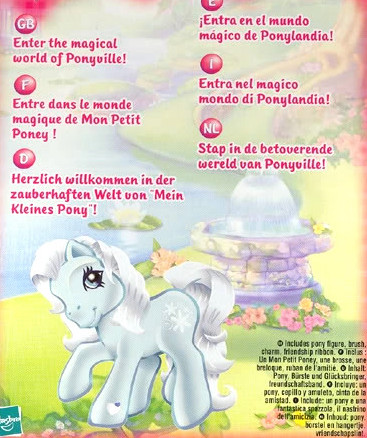 GB
Enter the magical
world of Ponyville!
F
Entre dans le monde
magique de Mon Petit
Poney !
D
Herzlich willkommen in der
zauberhaften Welt von "Mein
Kleines Pony"!
E
¡Entra en el mundo
mágico de Ponylandia!
I
Entra nel magico
mondo di Ponylandia!
NL
Stap in de betoverende
wereld van Ponyville!
Includes pony figure, brush,
charm, friendship ribbon. Inclus :
Un Mon Petit Poney, une brosse, une
breloque, ruban de l'amitié. Inhalt:
Pony, Bürste und Glücksbringer,
freundschaftsband. Incluye: un
pony, cepillo y amuleto, cinta de la
amistad. Include: un pony e una
fantastica spazzola, il nastrino
dell'amicizia. Inhoud: pony,
borstel en hangertje,
vriendschapslint
Hasbro